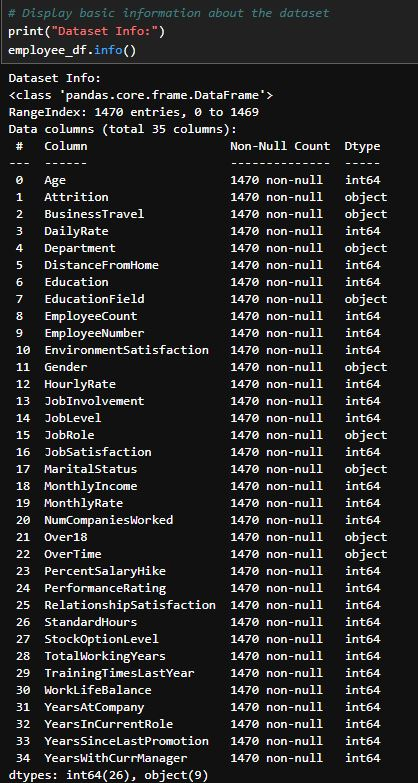 # Display basic information about the dataset
print("Dataset Info:")
employee_df.info()
Dataset Info:
<class 'pandas.core.frame.DataFrame'>
RangeIndex: 1470 entries, 0 to 1469
Data columns (total 35 columns):
 #   Column                    Non-Null Count  Dtype
---  ------                    --------------  -----
 0   Age                       1470 non-null   int64
 1   Attrition                 1470 non-null   object
 2   BusinessTravel            1470 non-null   object
 3   DailyRate                 1470 non-null   int64
 4   Department                1470 non-null   object
 5   DistanceFromHome          1470 non-null   int64
 6   Education                 1470 non-null   int64
 7   EducationField            1470 non-null   object
 8   EmployeeCount             1470 non-null   int64
 9   EmployeeNumber            1470 non-null   int64
 10  EnvironmentSatisfaction   1470 non-null   int64
 11  Gender                    1470 non-null   object
 12  HourlyRate                1470 non-null   int64
 13  JobInvolvement            1470 non-null   int64
 14  JobLevel                  1470 non-null   int64
 15  JobRole                   1470 non-null   object
 16  JobSatisfaction           1470 non-null   int64
 17  MaritalStatus             1470 non-null   object
 18  MonthlyIncome             1470 non-null   int64
 19  MonthlyRate               1470 non-null   int64
 20  NumCompaniesWorked        1470 non-null   int64
 21  Over18                    1470 non-null   object
 22  OverTime                  1470 non-null   object
 23  PercentSalaryHike         1470 non-null   int64
 24  PerformanceRating         1470 non-null   int64
 25  RelationshipSatisfaction  1470 non-null   int64
 26  StandardHours             1470 non-null   int64
 27  StockOptionLevel          1470 non-null   int64
 28  TotalWorkingYears         1470 non-null   int64
 29  TrainingTimesLastYear     1470 non-null   int64
 30  WorkLifeBalance           1470 non-null   int64
 31  YearsAtCompany            1470 non-null   int64
 32  YearsInCurrentRole        1470 non-null   int64
 33  YearsSinceLastPromotion   1470 non-null   int64
 34  YearsWithCurrManager      1470 non-null   int64
dtypes: int64(26), object(9)